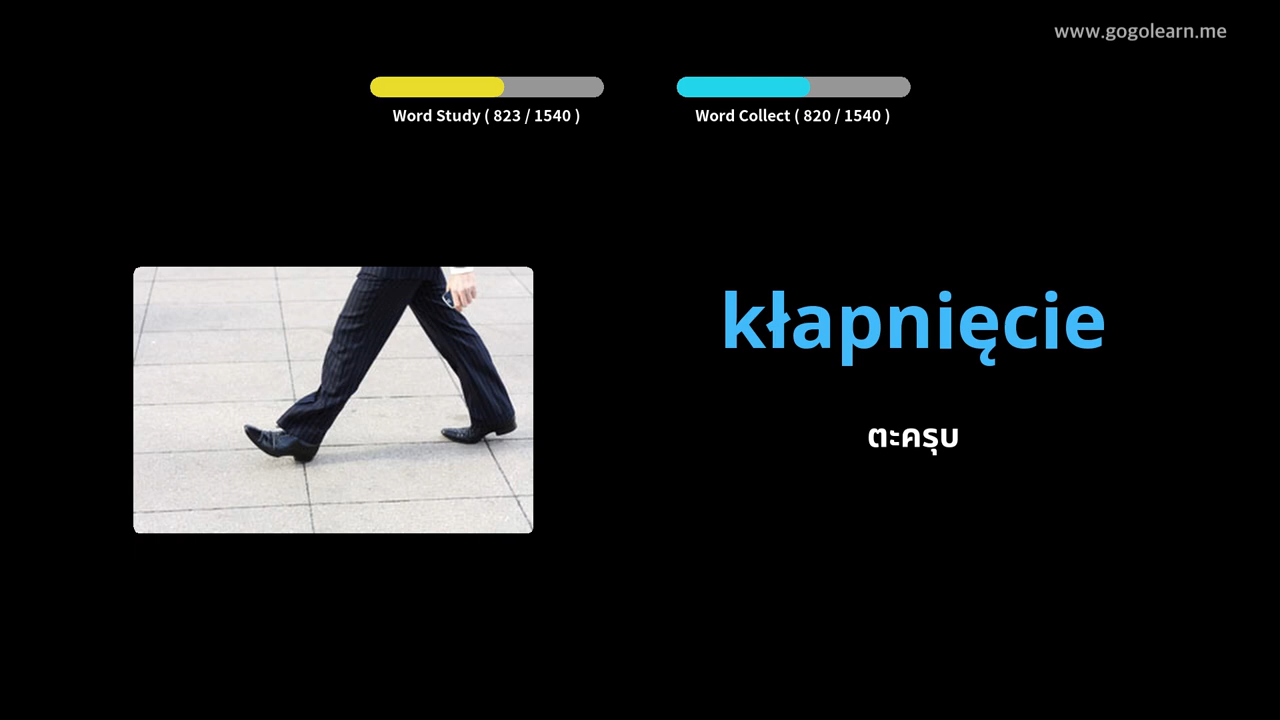 www.gogolearn.me
Word Study ( 823 / 1540 )
Word Collect ( 820 / 1540 )
kłapnięcie
ตะครุบ